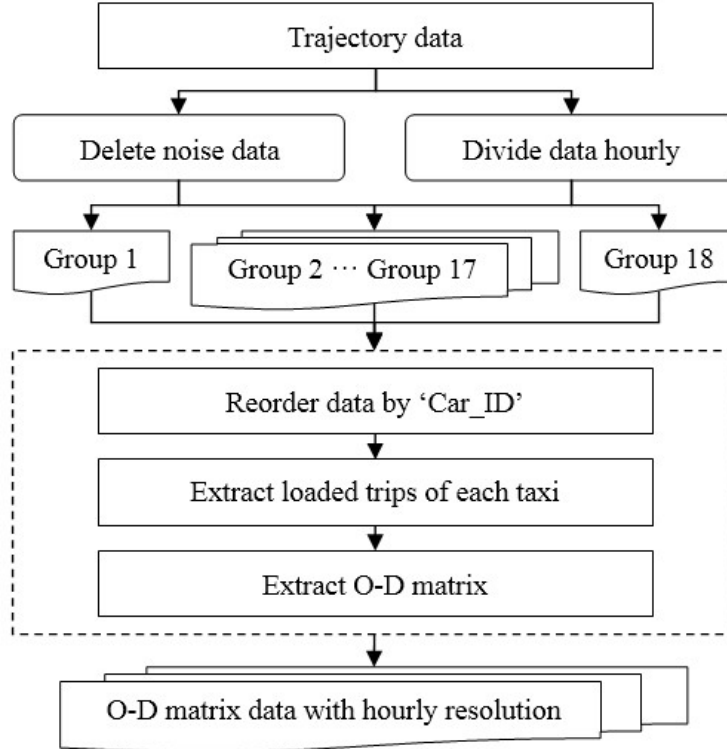 Trajectory data
Delete noise data
Divide data hourly
Group 1
Group 2 ··· Group 17
Group 18
Reorder data by ‘Car_ID’
Extract loaded trips of each taxi
Extract O-D matrix
O-D matrix data with hourly resolution